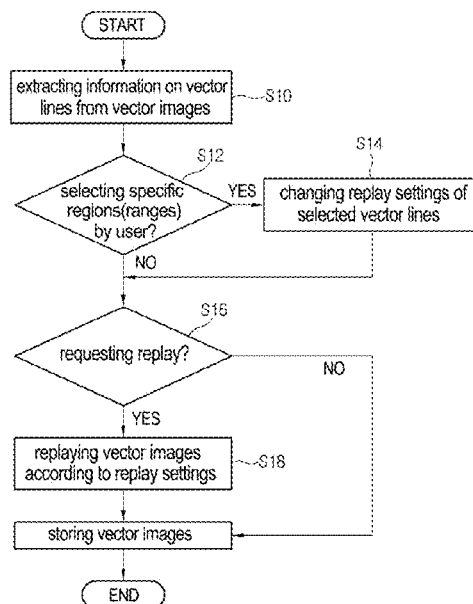 START
extracting information on vector
lines from vector images
S10
S12
selecting specific
regions(ranges)
by user?
YES
S14
changing replay settings of
selected vector lines
NO
S16
requesting replay?
NO
YES
replaying vector images
according to replay settings
S18
storing vector images
END